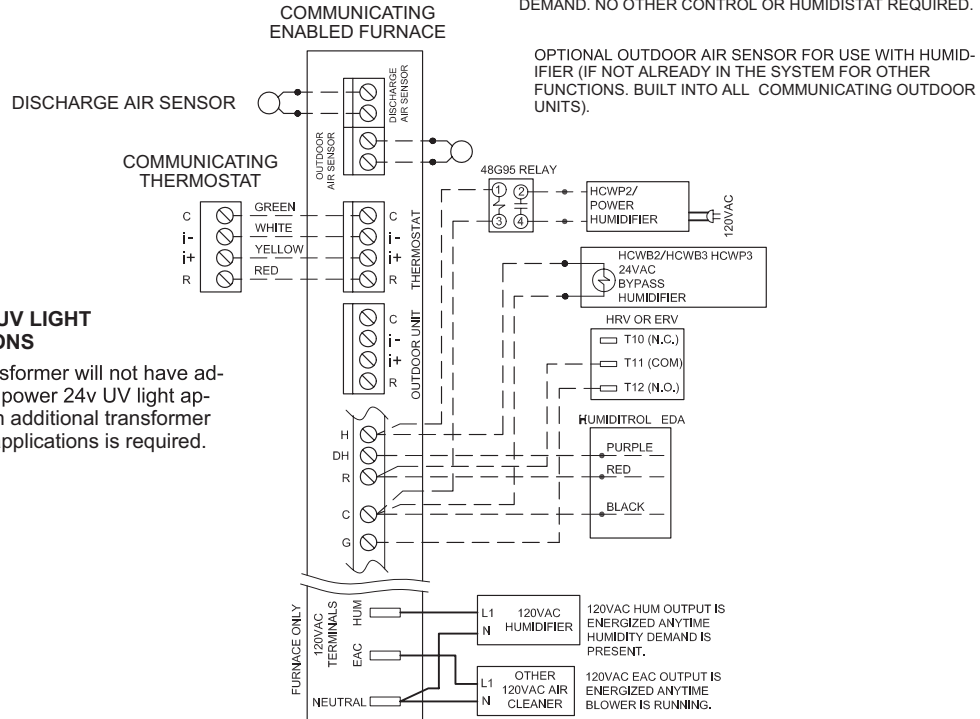 COMMUNICATING
ENABLED FURNACE
DEMAND. NO OTHER CONTROL OR HUMIDISTAT REQUIRED.
OPTIONAL OUTDOOR AIR SENSOR FOR USE WITH HUMID-
IFIER (IF NOT ALREADY IN THE SYSTEM FOR OTHER
FUNCTIONS. BUILT INTO ALL COMMUNICATING OUTDOOR
UNITS).
DISCHARGE AIR SENSOR
DISCHARGE
AIR SENSOR
OUTDOOR
AIR SENSOR
COMMUNICATING
THERMOSTAT
C
i-
i+
R
GREEN
WHITE
YELLOW
RED
C
i-
i+
R
THERMOSTAT
C
i-
i+
R
OUTDOOR UNIT
48G95 RELAY
1
2
3
4
HCWP2/
POWER
HUMIDIFIER
120VAC
HCWB2/HCWB3 HCWP3
24VAC
BYPASS
HUMIDIFIER
HRV OR ERV
T10 (N.C.)
T11 (COM)
T12 (N.O.)
UV LIGHT
ONS
sformer will not have ad-
power 24v UV light ap-
n additional transformer
applications is required.
H
DH
R
C
G
HUMIDITROL EDA
PURPLE
RED
BLACK
FURNACE ONLY
120VAC
TERMINALS
HUM
EAC
NEUTRAL
L1
N
120VAC
HUMIDIFIER
120VAC HUM OUTPUT IS
ENERGIZED ANYTIME
HUMIDITY DEMAND IS
PRESENT.
L1
N
OTHER
120VAC AIR
CLEANER
120VAC EAC OUTPUT IS
ENERGIZED ANYTIME
BLOWER IS RUNNING.